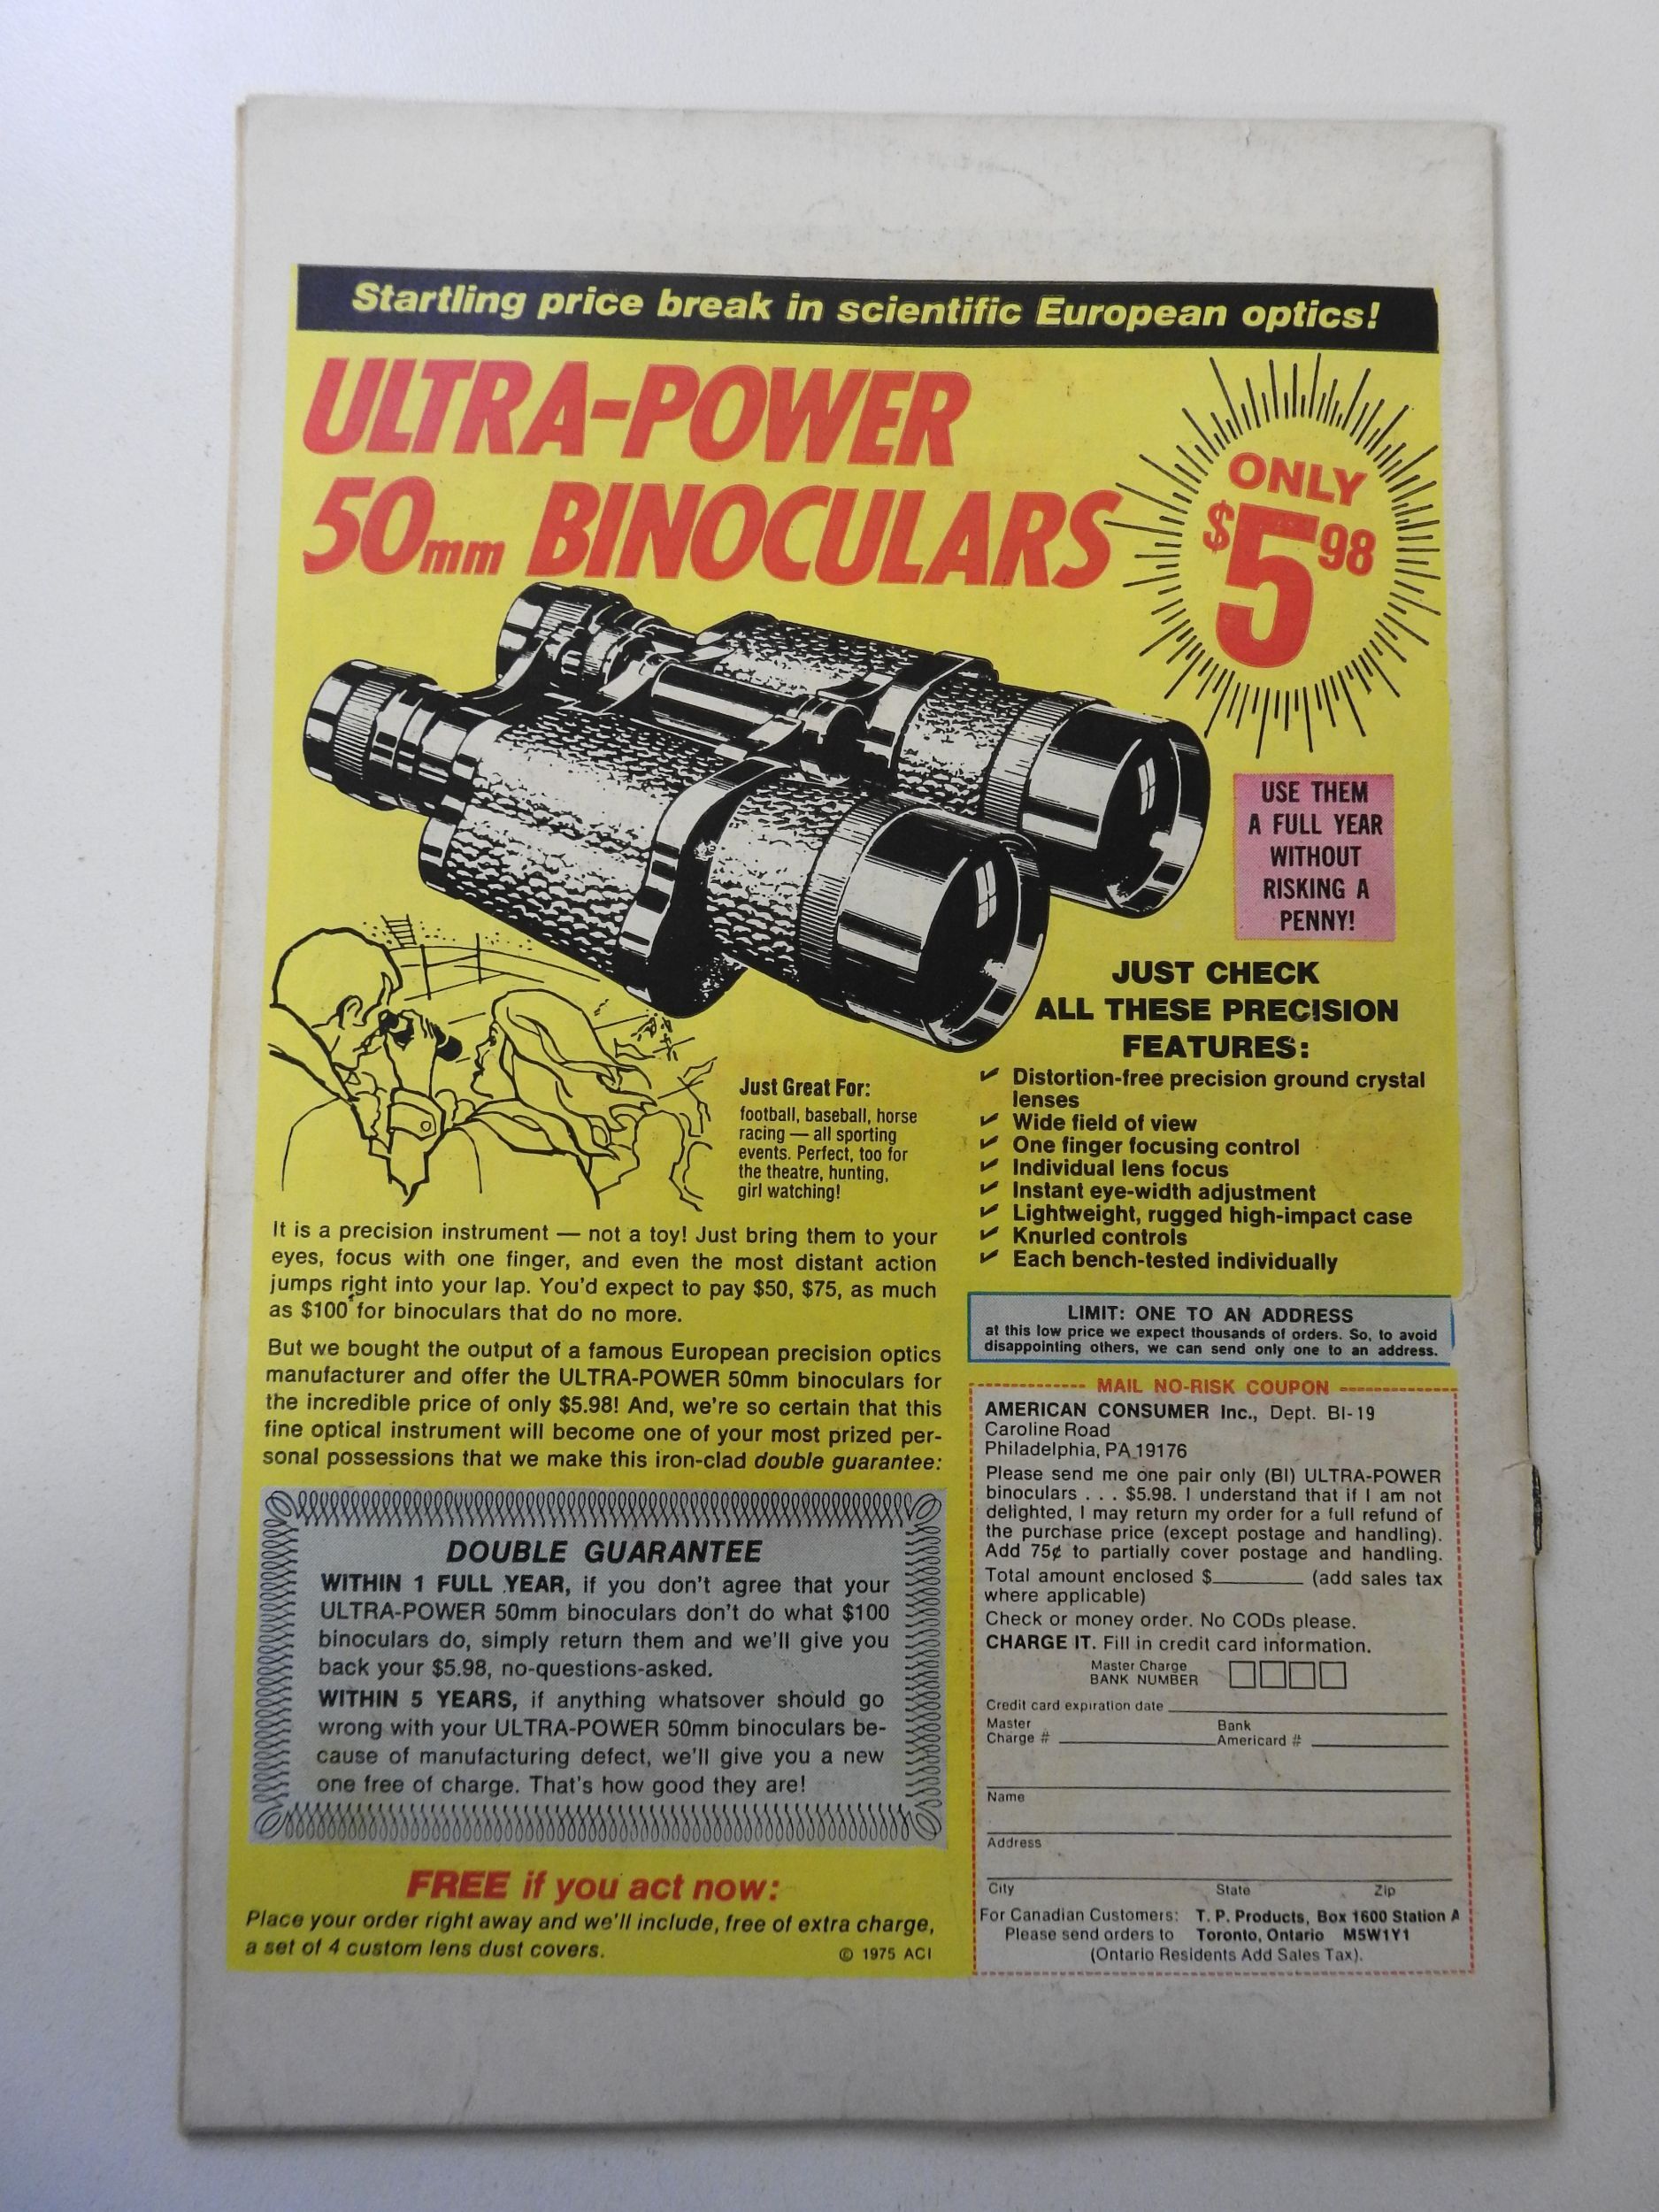 Startling price break in scientific European optics!
ULTRA-POWER
50mm BINOCULARS
ONLY
$5 98
USE THEM
A FULL YEAR
WITHOUT
RISKING A
PENNY!
JUST CHECK
ALL THESE PRECISION
FEATURES:
✔ Distortion-free precision ground crystal
lenses
✔ Wide field of view
✔ One finger focusing control
✔ Individual lens focus
✔ Instant eye-width adjustment
✔ Lightweight, rugged high-impact case
✔ Knurled controls
✔ Each bench-tested individually
Just Great For:
football, baseball, horse
racing — all sporting
events. Perfect, too for
the theatre, hunting,
girl watching!
It is a precision instrument — not a toy! Just bring them to your
eyes, focus with one finger, and even the most distant action
jumps right into your lap. You'd expect to pay $50, $75, as much
as $100 for binoculars that do no more.
But we bought the output of a famous European precision optics
manufacturer and offer the ULTRA-POWER 50mm binoculars for
the incredible price of only $5.98! And, we're so certain that this
fine optical instrument will become one of your most prized per-
sonal possessions that we make this iron-clad double guarantee:
DOUBLE GUARANTEE
WITHIN 1 FULL YEAR, if you don't agree that your
ULTRA-POWER 50mm binoculars don't do what $100
binoculars do, simply return them and we'll give you
back your $5.98, no-questions-asked.
WITHIN 5 YEARS, if anything whatsover should go
wrong with your ULTRA-POWER 50mm binoculars be-
cause of manufacturing defect, we'll give you a new
one free of charge. That's how good they are!
FREE if you act now:
Place your order right away and we'll include, free of extra charge,
a set of 4 custom lens dust covers.
© 1975 ACI
LIMIT: ONE TO AN ADDRESS
at this low price we expect thousands of orders. So, to avoid
disappointing others, we can send only one to an address.
MAIL NO-RISK COUPON
AMERICAN CONSUMER Inc., Dept. BI-19
Caroline Road
Philadelphia, PA 19176
Please send me one pair only (BI) ULTRA-POWER
binoculars . . . $5.98. I understand that if I am not
delighted, I may return my order for a full refund of
the purchase price (except postage and handling).
Add 75¢ to partially cover postage and handling.
Total amount enclosed $________ (add sales tax
where applicable)
Check or money order. No CODs please.
CHARGE IT. Fill in credit card information.
Master Charge
BANK NUMBER
Credit card expiration date
Master Bank
Charge # Americard #
Name
Address
City State Zip
For Canadian Customers: T. P. Products, Box 1600 Station A
Please send orders to Toronto, Ontario M5W1Y1
(Ontario Residents Add Sales Tax).